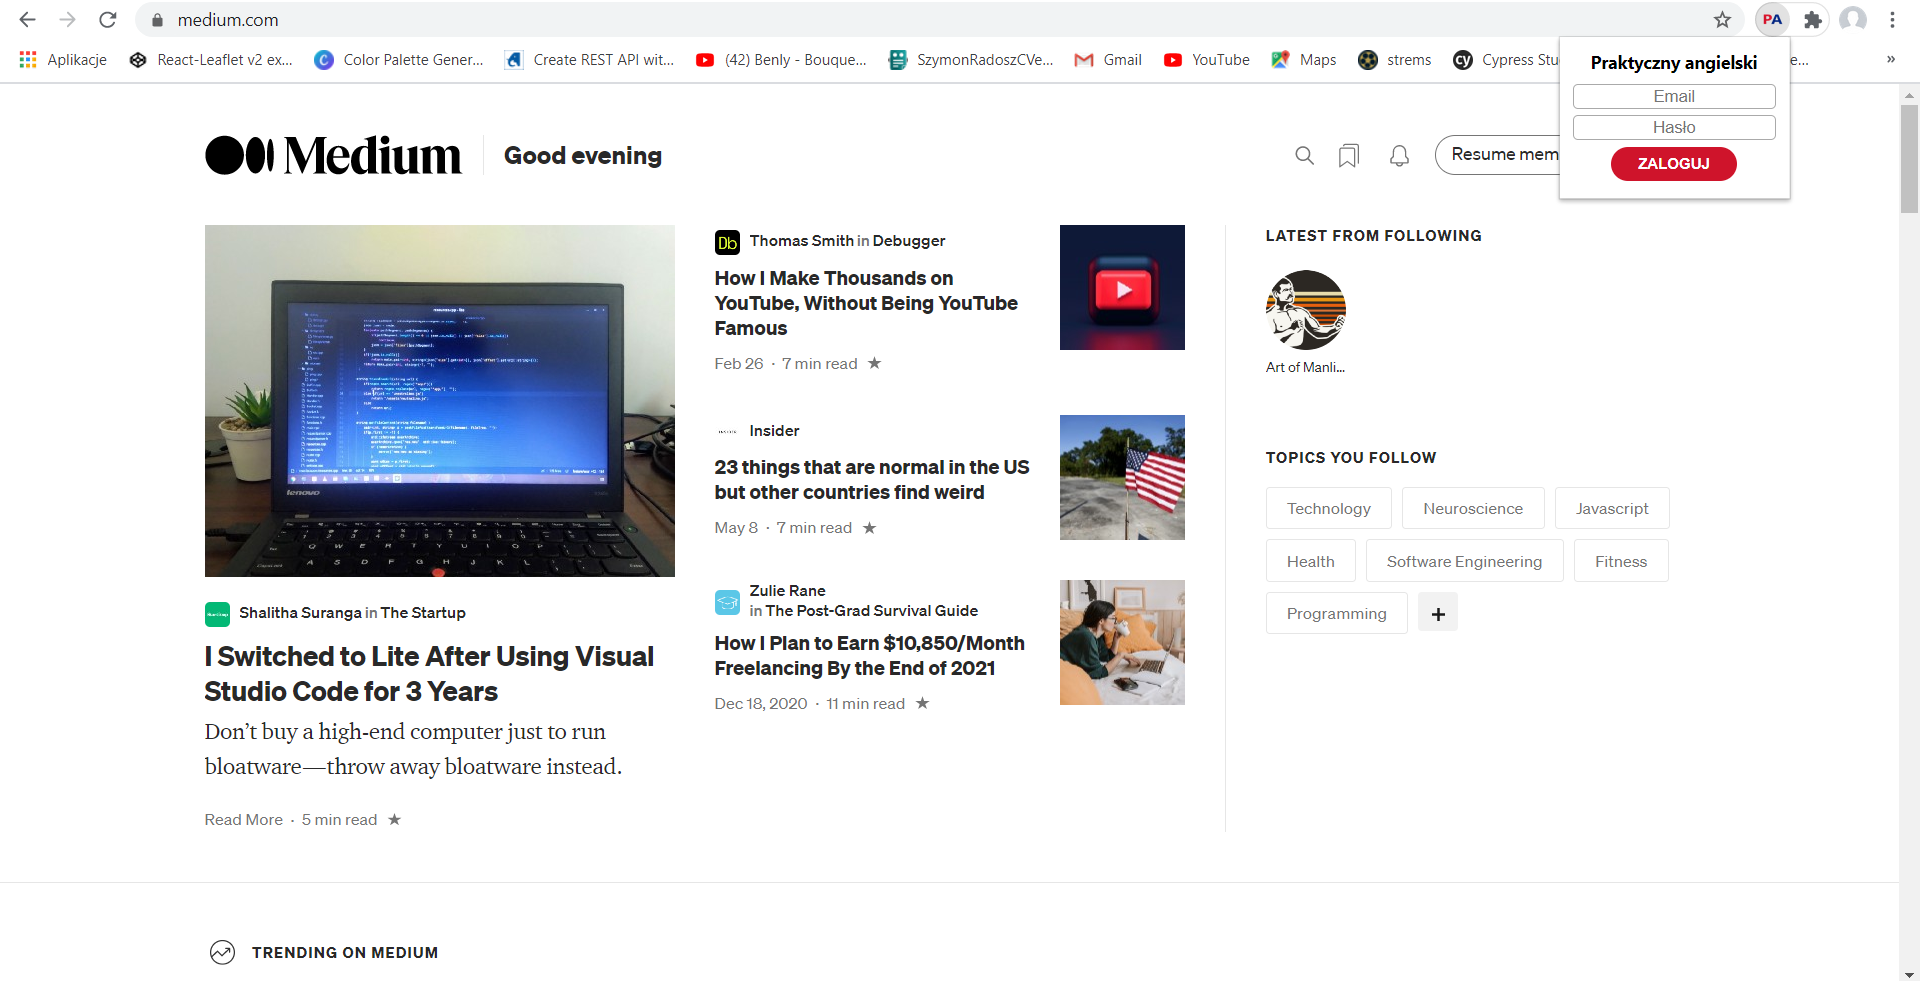 medium.com
PA
Aplikacje
React-Leaflet v2 ex...
Color Palette Gener...
Create REST API wit...
(42) Benly - Bouque...
SzymonRadoszCVe...
Gmail
YouTube
Maps
strems
Cypress Stu
e...
»
Praktyczny angielski
Email
Hasło
ZALOGUJ
Medium
Good evening
Resume mem
Db
Thomas Smith in Debugger
How I Make Thousands on
YouTube, Without Being YouTube
Famous
Feb 26 · 7 min read
Insider
23 things that are normal in the US
but other countries find weird
May 8 · 7 min read
Zulie Rane
in The Post-Grad Survival Guide
How I Plan to Earn $10,850/Month
Freelancing By the End of 2021
Dec 18, 2020 · 11 min read
lenovo
Shalitha Suranga in The Startup
I Switched to Lite After Using Visual
Studio Code for 3 Years
Don’t buy a high-end computer just to run
bloatware—throw away bloatware instead.
Read More · 5 min read
LATEST FROM FOLLOWING
Art of Manli...
TOPICS YOU FOLLOW
Technology
Neuroscience
Javascript
Health
Software Engineering
Fitness
Programming
+
TRENDING ON MEDIUM